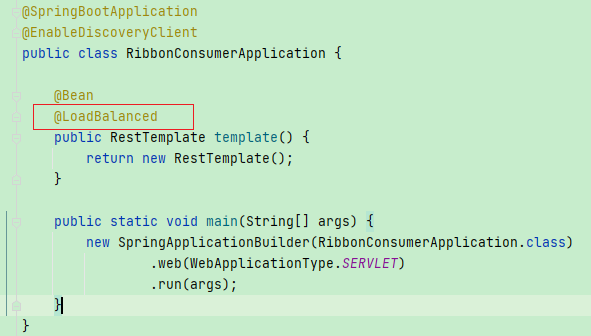 @SpringBootApplication
@EnableDiscoveryClient
public class RibbonConsumerApplication {
@Bean
@LoadBalanced
public RestTemplate template() {
return new RestTemplate();
}
public static void main(String[] args) {
new SpringApplicationBuilder(RibbonConsumerApplication.class)
.web(WebApplicationType.SERVLET)
.run(args);
}
}